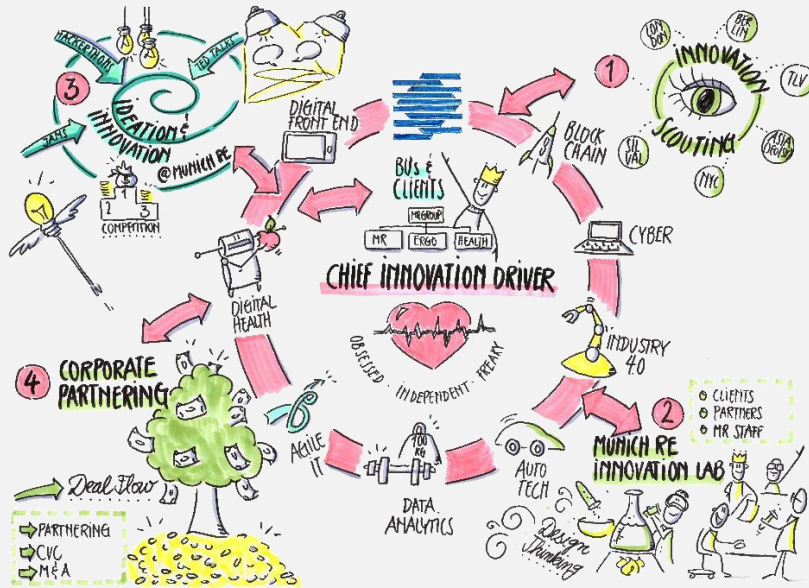 3
HACKERTHON
TED TALKS
JAMS
IDEATION &
INNOVATION
@MUNICH RE
1
2 3
COMPETITION
DIGITAL
FRONT END
BUs &
CLIENTS
MR GROUP
MR ERGO HEALTH
CHIEF INNOVATION DRIVER
OBSESSED · INDEPENDENT · FREAKY
BLOCK
CHAIN
CYBER
INDUSTRY
4.0
AUTO
TECH
100
KG
DATA
ANALYTICS
AGILE
IT
DIGITAL
HEALTH
1
INNOVATION
SCOUTING
LON
DON
BER
LIN
TLV
NYC
SIL
VAL
2
MUNICH RE
INNOVATION LAB
CLIENTS
PARTNERS
MR STAFF
Design
Thinking
4
CORPORATE
PARTNERING
Deal Flow
PARTNERING
CVC
M&A